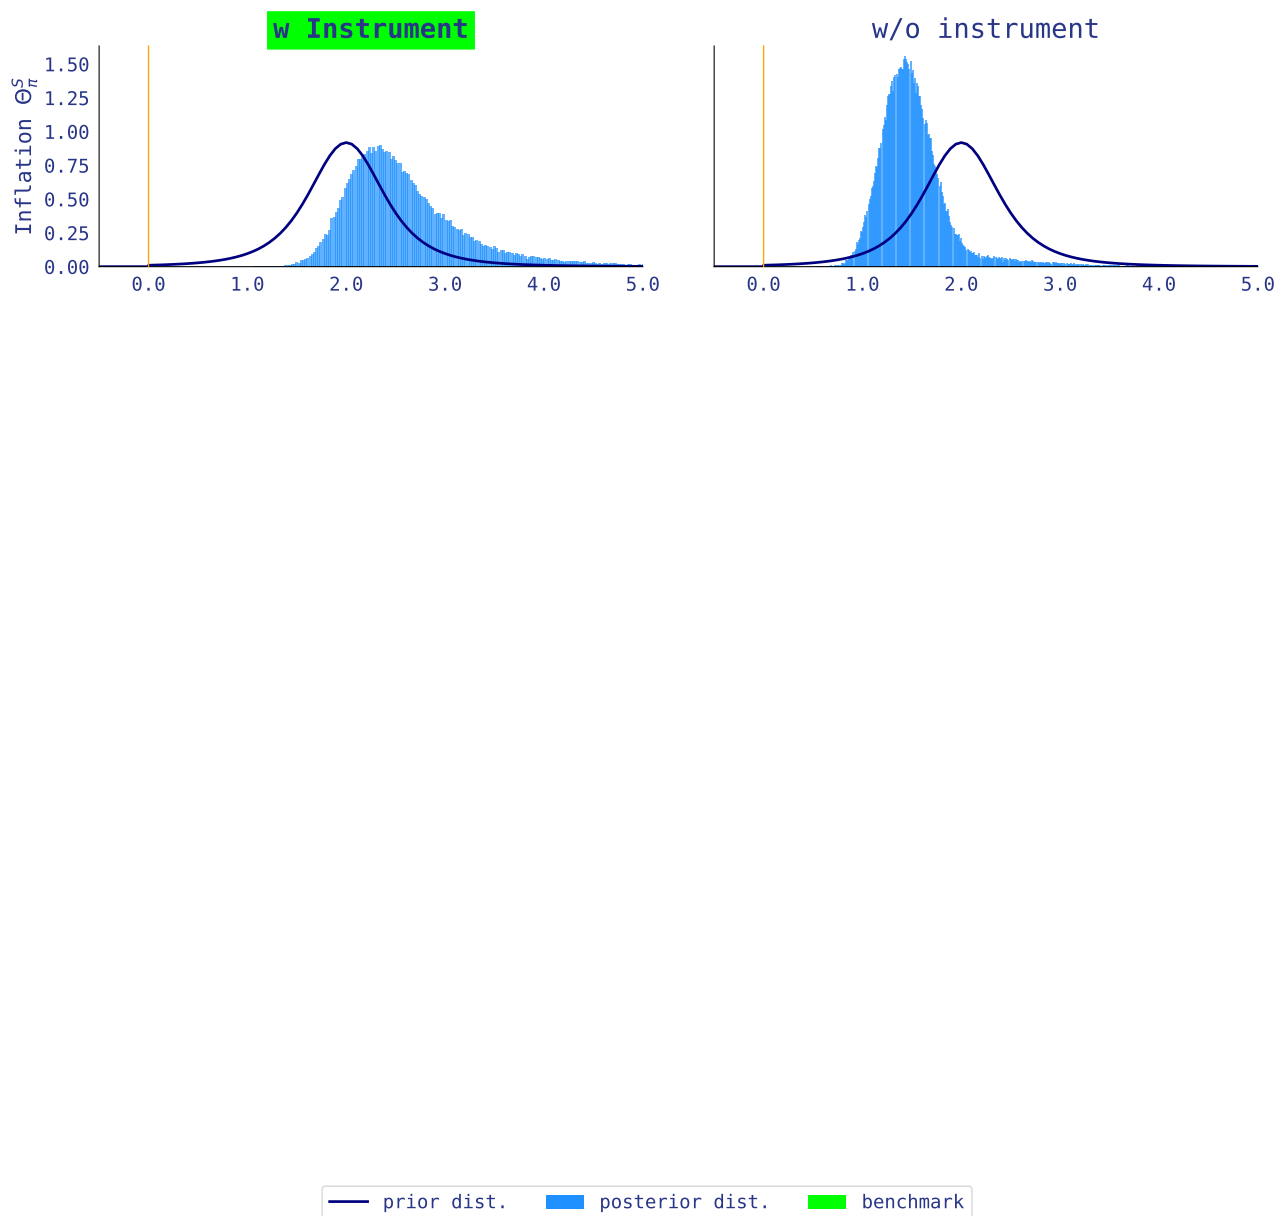 w Instrument
w/o instrument
Inflation Θ^S_π
1.50
1.25
1.00
0.75
0.50
0.25
0.00
0.0 1.0 2.0 3.0 4.0 5.0
0.0 1.0 2.0 3.0 4.0 5.0
prior dist. posterior dist. benchmark